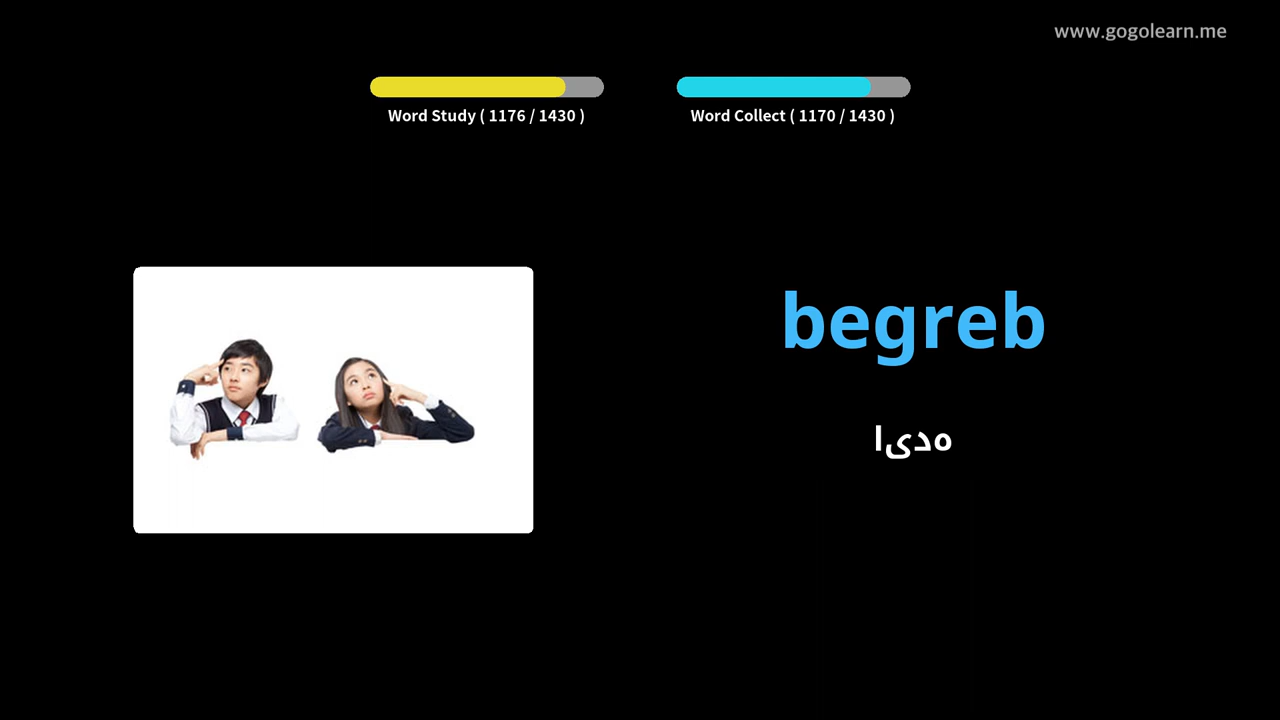 www.gogolearn.me
Word Study ( 1176 / 1430 )
Word Collect ( 1170 / 1430 )
begreb
ایده